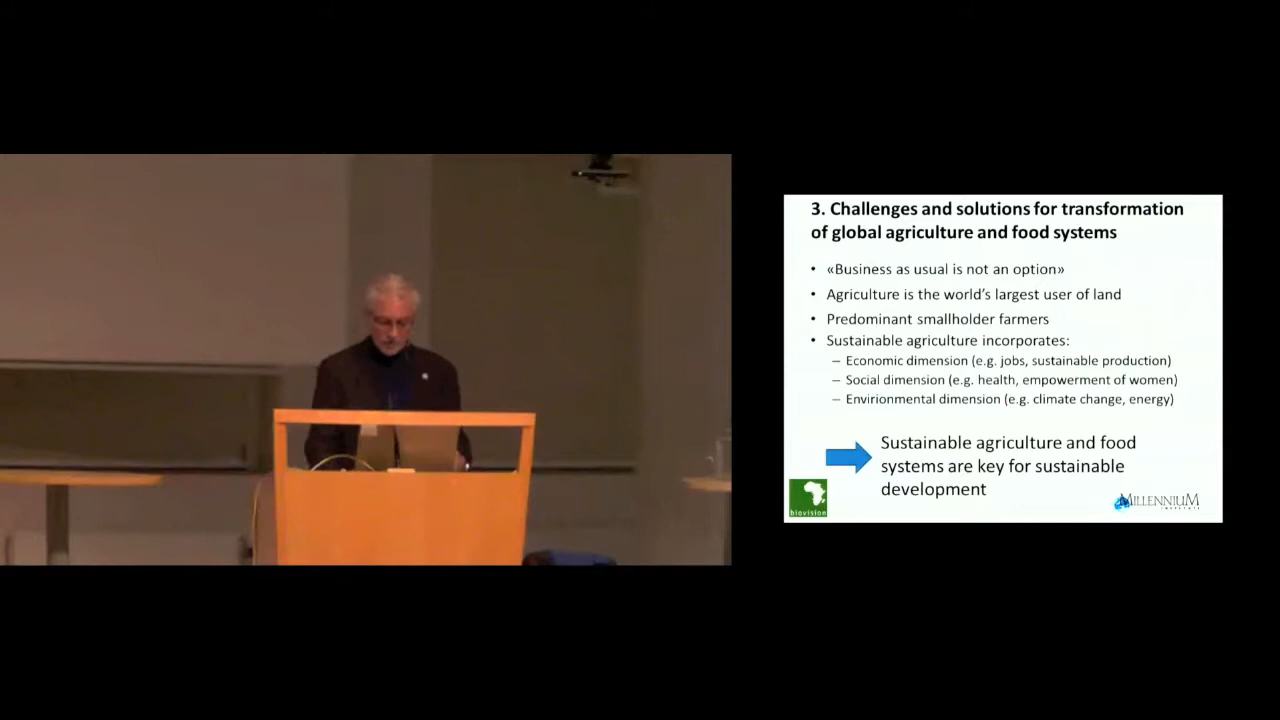 3. Challenges and solutions for transformation
of global agriculture and food systems
• «Business as usual is not an option»
• Agriculture is the world's largest user of land
• Predominant smallholder farmers
• Sustainable agriculture incorporates:
– Economic dimension (e.g. jobs, sustainable production)
– Social dimension (e.g. health, empowerment of women)
– Envirionmental dimension (e.g. climate change, energy)
Sustainable agriculture and food
systems are key for sustainable
development
biovision
MILLENNIUM
INSTITUTE